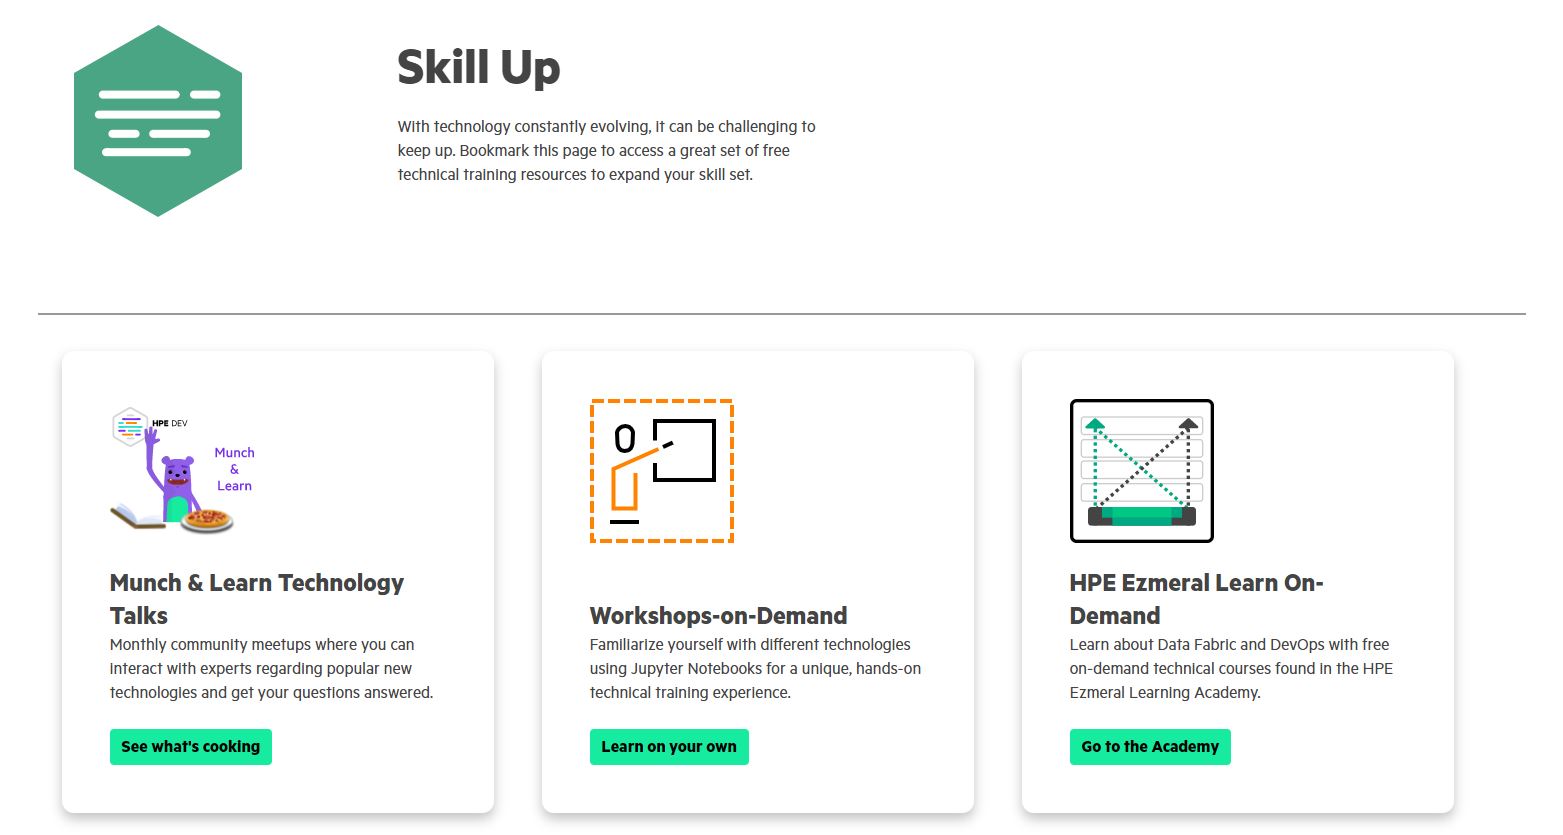 Skill Up
With technology constantly evolving, it can be challenging to
keep up. Bookmark this page to access a great set of free
technical training resources to expand your skill set.
HPE DEV
Munch
&
Learn
Munch & Learn Technology
Talks
Monthly community meetups where you can
interact with experts regarding popular new
technologies and get your questions answered.
See what's cooking
Workshops-on-Demand
Familiarize yourself with different technologies
using Jupyter Notebooks for a unique, hands-on
technical training experience.
Learn on your own
HPE Ezmeral Learn On-
Demand
Learn about Data Fabric and DevOps with free
on-demand technical courses found in the HPE
Ezmeral Learning Academy.
Go to the Academy